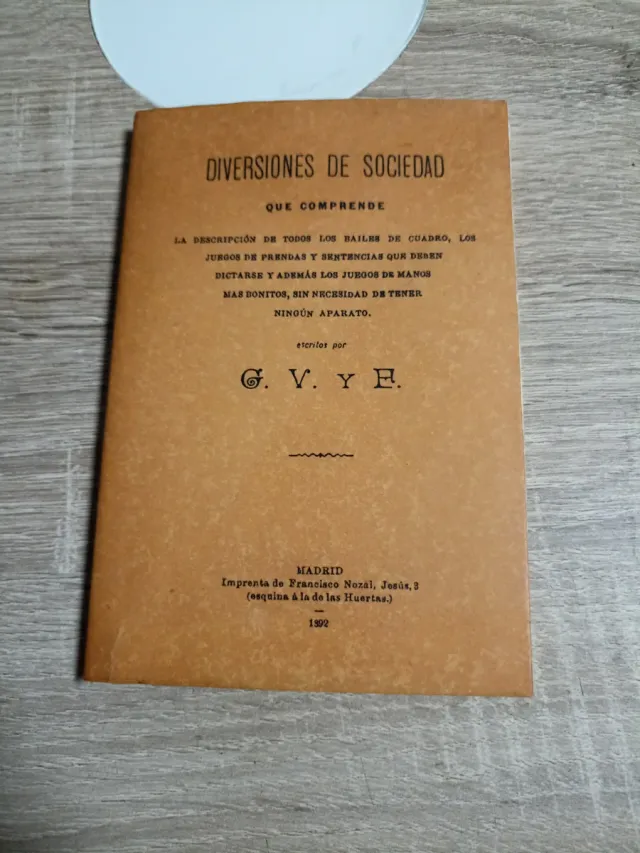 DIVERSIONES DE SOCIEDAD
QUE COMPRENDE
LA DESCRIPCIÓN DE TODOS LOS BAILES DE CUADRO, LOS
JUEGOS DE PRENDAS Y SENTENCIAS QUE DEBEN
DICTARSE Y ADEMÁS LOS JUEGOS DE MANOS
MAS BONITOS, SIN NECESIDAD DE TENER
NINGÚN APARATO.
escritos por
G. V. Y E.
MADRID
Imprenta de Francisco Nozal, Jesús, 3
(esquina á la de las Huertas.)
1892